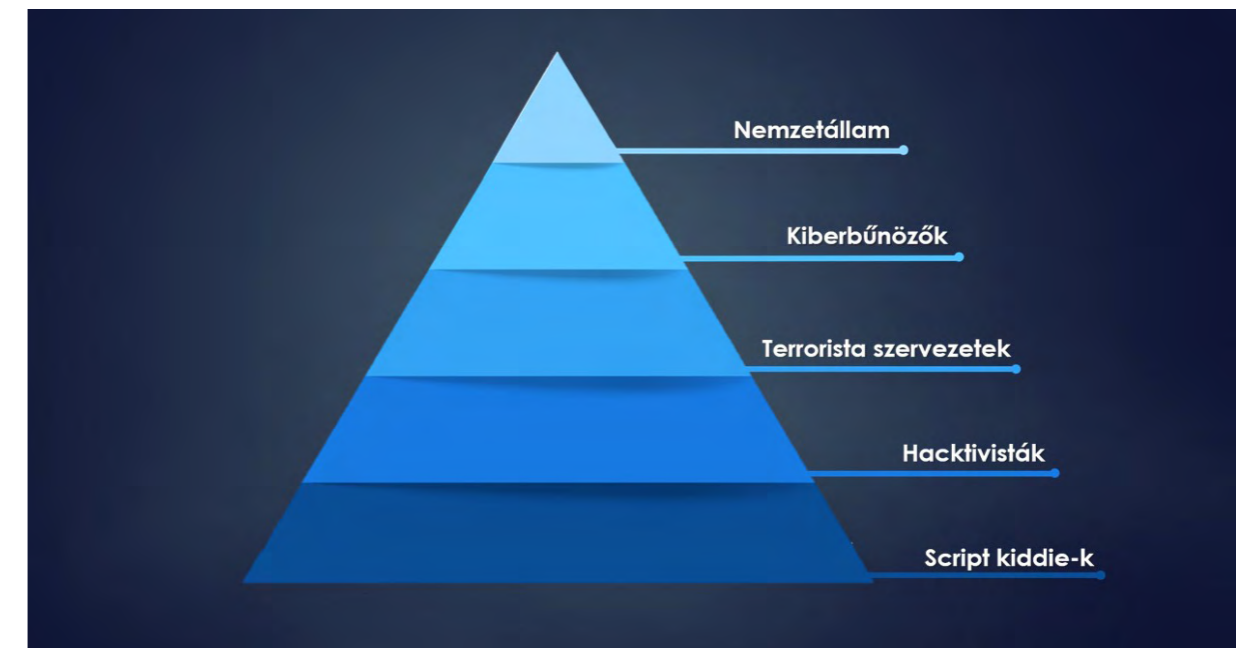 Nemzetállam
Kiberbűnözők
Terrorista szervezetek
Hacktivisták
Script kiddie-k